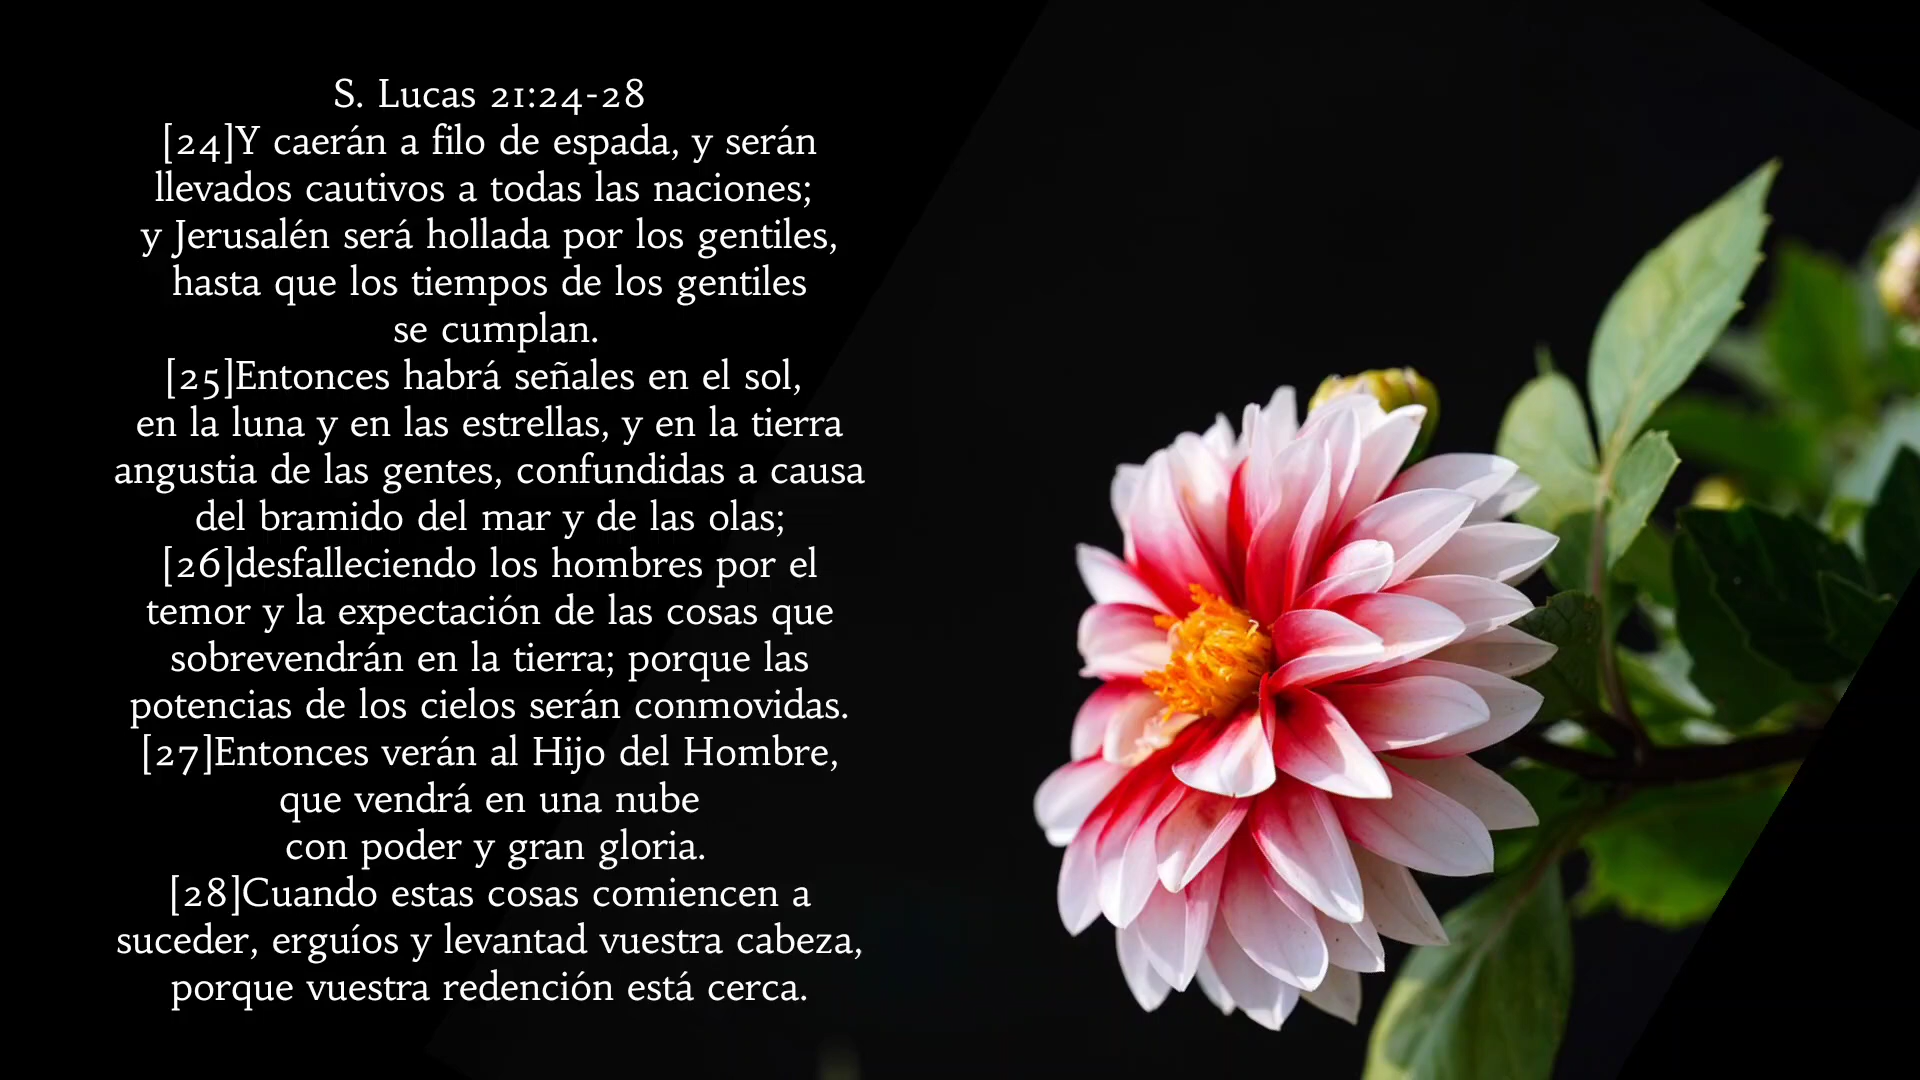 S. Lucas 21:24-28
[24]Y caerán a filo de espada, y serán
llevados cautivos a todas las naciones;
y Jerusalén será hollada por los gentiles,
hasta que los tiempos de los gentiles
se cumplan.
[25]Entonces habrá señales en el sol,
en la luna y en las estrellas, y en la tierra
angustia de las gentes, confundidas a causa
del bramido del mar y de las olas;
[26]desfalleciendo los hombres por el
temor y la expectación de las cosas que
sobrevendrán en la tierra; porque las
potencias de los cielos serán conmovidas.
[27]Entonces verán al Hijo del Hombre,
que vendrá en una nube
con poder y gran gloria.
[28]Cuando estas cosas comiencen a
suceder, erguíos y levantad vuestra cabeza,
porque vuestra redención está cerca.